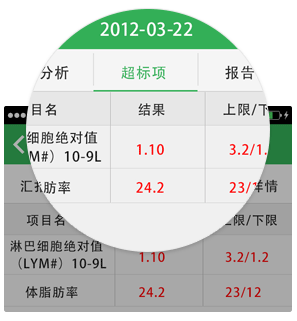 2012-03-22
分析 超标项 报告
目名 结果 上限/下
细胞绝对值
M#）10-9L 1.10 3.2/1.
汇 肪率 24.2 23/1 详情
项目名 上限/下限
淋巴细胞绝对值
（LYM#）10-9L 1.10 3.2/1.2
体脂肪率 24.2 23/12